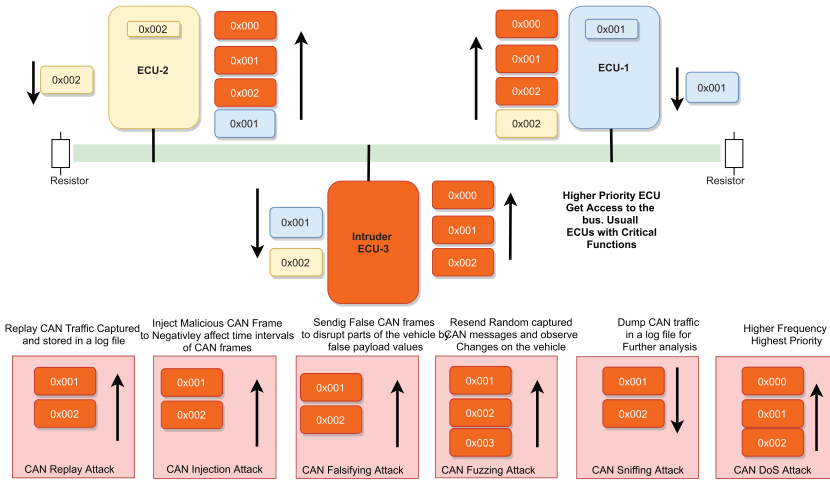 0x002
ECU-2
0x002
0x000
0x001
0x002
0x001
0x000
0x001
0x002
0x002
0x001
ECU-1
0x001
Resistor
Resistor
0x001
0x002
Intruder
ECU-3
0x000
0x001
0x002
Higher Priority ECU
Get Access to the
bus. Usuall
ECUs with Critical
Functions
Replay CAN Traffic Captured
and stored in a log file
0x001
0x002
CAN Replay Attack
Inject Malicious CAN Frame
to Negativley affect time intervals
of CAN frames
0x001
0x002
CAN Injection Attack
Sendig False CAN frames
to disrupt parts of the vehicle by
false payload values
0x001
0x002
CAN Falsifying Attack
Resend Random captured
CAN messages and observe
Changes on the vehicle
0x001
0x002
0x003
CAN Fuzzing Attack
Dump CAN traffic
in a log file for
Further analysis
0x001
0x002
CAN Sniffing Attack
Higher Frequency
Highest Priority
0x000
0x001
0x002
CAN DoS Attack